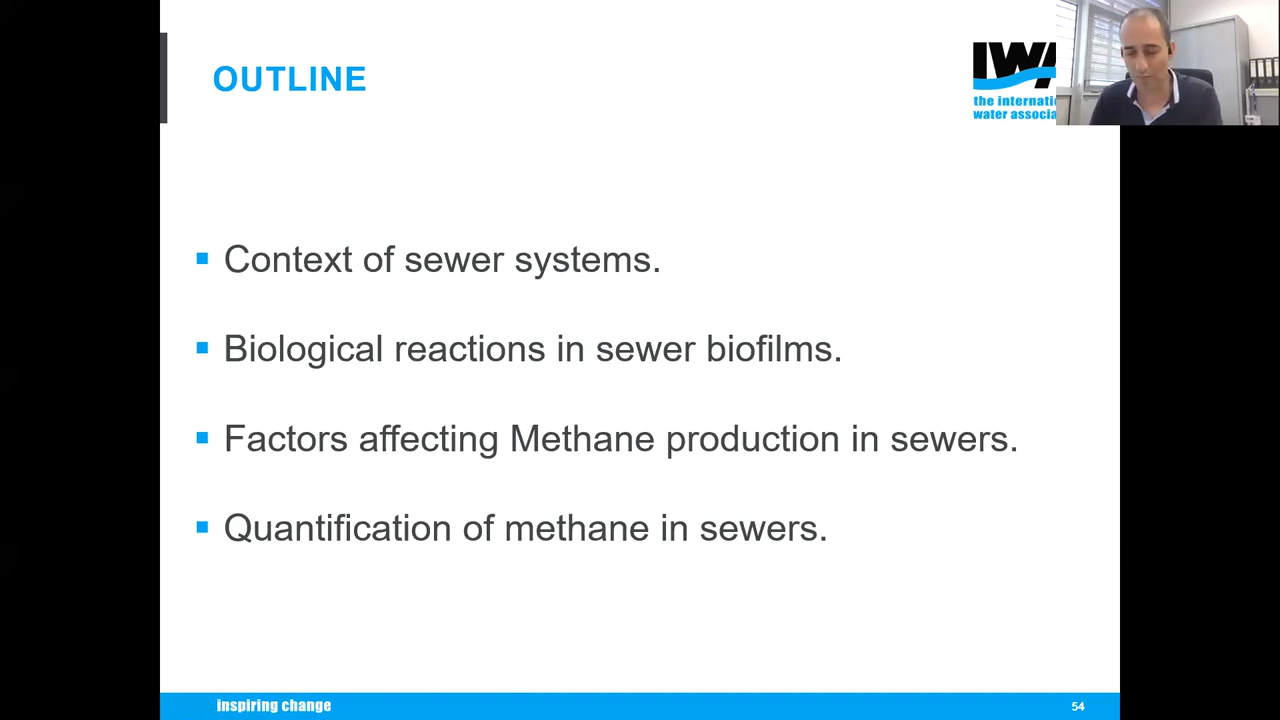 OUTLINE
IWA
the internati
water associa
Context of sewer systems.
Biological reactions in sewer biofilms.
Factors affecting Methane production in sewers.
Quantification of methane in sewers.
inspiring change
54